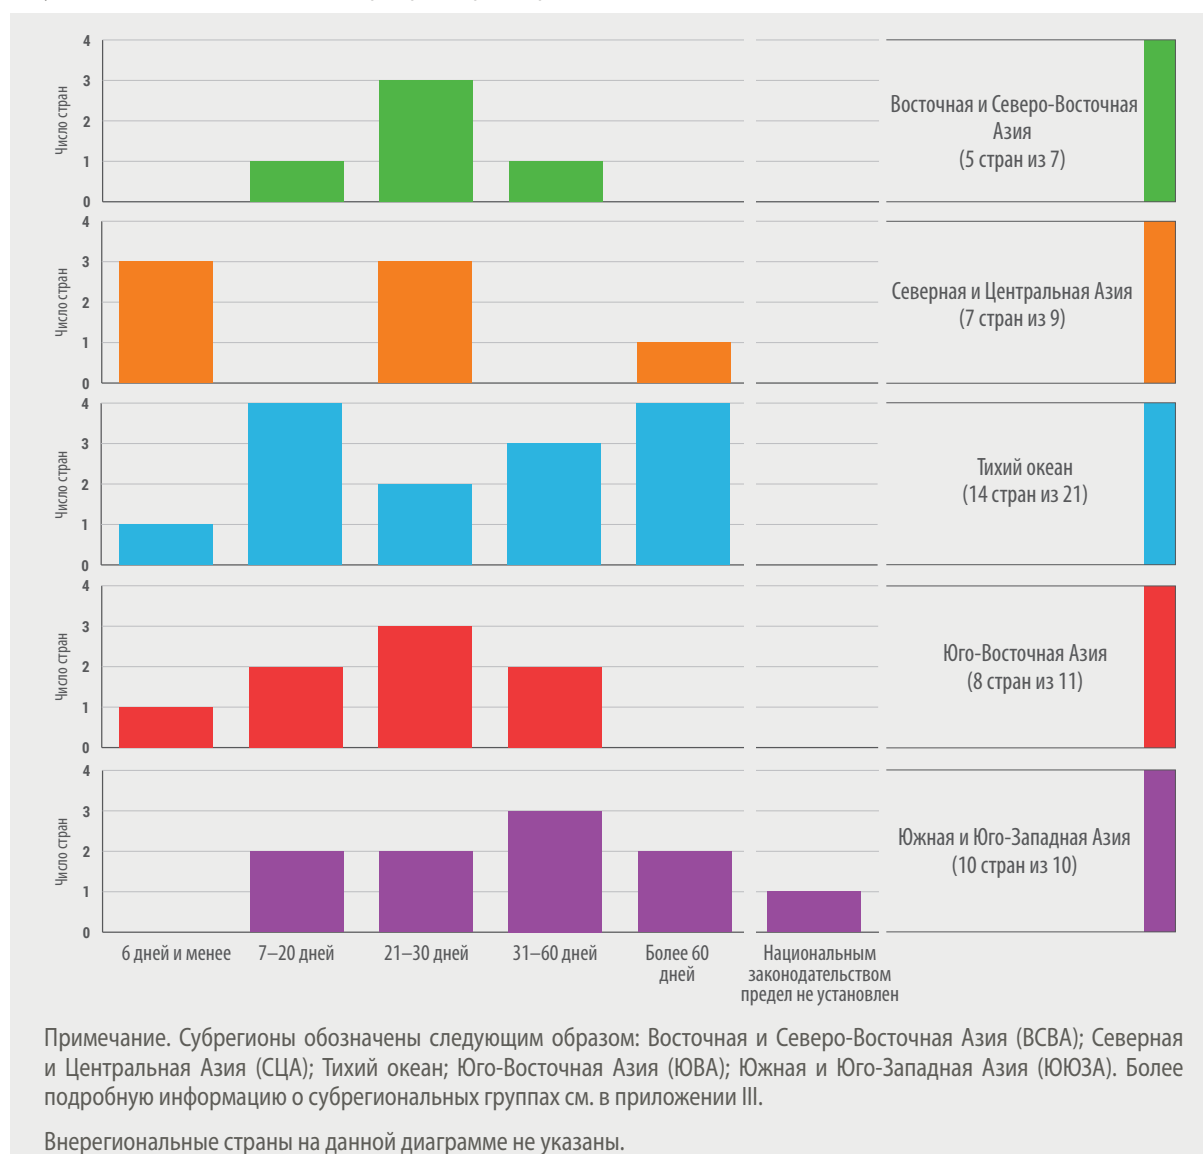 4
3
2
1
0
Число стран
Восточная и Северо-Восточная
Азия
(5 стран из 7)
4
3
2
1
0
Число стран
Северная и Центральная Азия
(7 стран из 9)
4
3
2
1
0
Число стран
Тихий океан
(14 стран из 21)
4
3
2
1
0
Число стран
Юго-Восточная Азия
(8 стран из 11)
4
3
2
1
0
Число стран
Южная и Юго-Западная Азия
(10 стран из 10)
6 дней и менее
7–20 дней
21–30 дней
31–60 дней
Более 60
дней
Национальным
законодательством
предел не установлен
Примечание. Субрегионы обозначены следующим образом: Восточная и Северо-Восточная Азия (ВСВА); Северная
и Центральная Азия (СЦА); Тихий океан; Юго-Восточная Азия (ЮВА); Южная и Юго-Западная Азия (ЮЮЗА). Более
подробную информацию о субрегиональных группах см. в приложении III.
Внерегиональные страны на данной диаграмме не указаны.